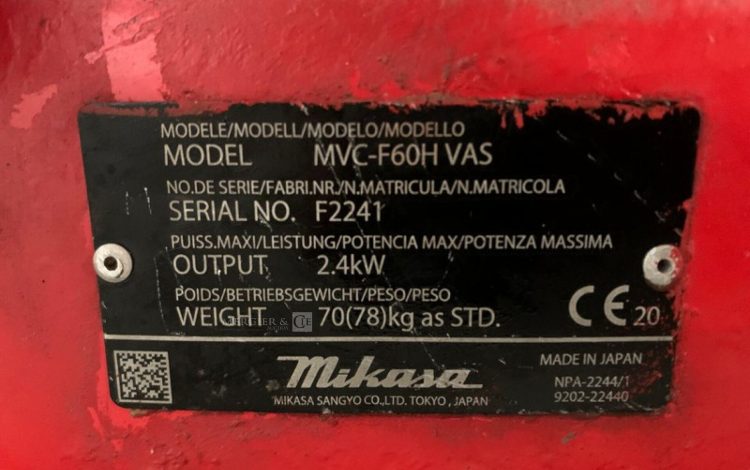 MODELE/MODELL/MODELO/MODELLO
MODEL MVC-F60H VAS
NO.DE SERIE/FABRI.NR./N.MATRICULA/N.MATRICOLA
SERIAL NO. F2241
PUISS.MAXI/LEISTUNG/POTENCIA MAX/POTENZA MASSIMA
OUTPUT 2.4kW
POIDS/BETRIEBSGEWICHT/PESO/PESO
WEIGHT 70(78)kg as STD.
CE 20
MERCIER & CIE
mikasa
MIKASA SANGYO CO.,LTD. TOKYO, JAPAN
MADE IN JAPAN
NPA-2244/1
9202-22440